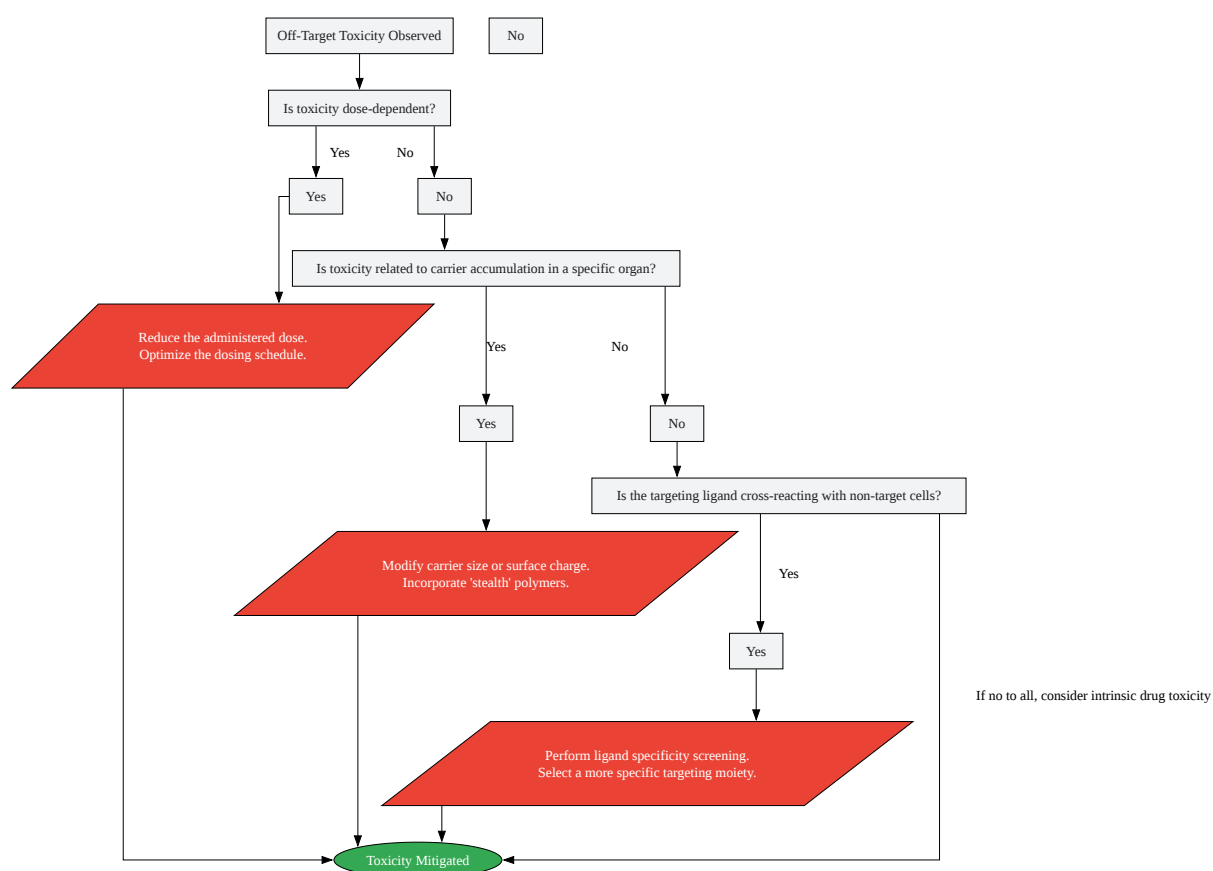 Off-Target Toxicity Observed
No
Is toxicity dose-dependent?
Yes
No
Yes
No
Is toxicity related to carrier accumulation in a specific organ?
Reduce the administered dose.
Optimize the dosing schedule.
Yes
No
Yes
No
Is the targeting ligand cross-reacting with non-target cells?
Modify carrier size or surface charge.
Incorporate 'stealth' polymers.
Yes
Yes
If no to all, consider intrinsic drug toxicity
Perform ligand specificity screening.
Select a more specific targeting moiety.
Toxicity Mitigated